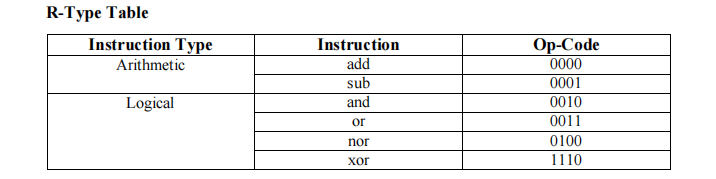 R-Type Table
Instruction Type Instruction Op-Code
Arithmetic add 0000
sub 0001
Logical and 0010
or 0011
nor 0100
xor 1110